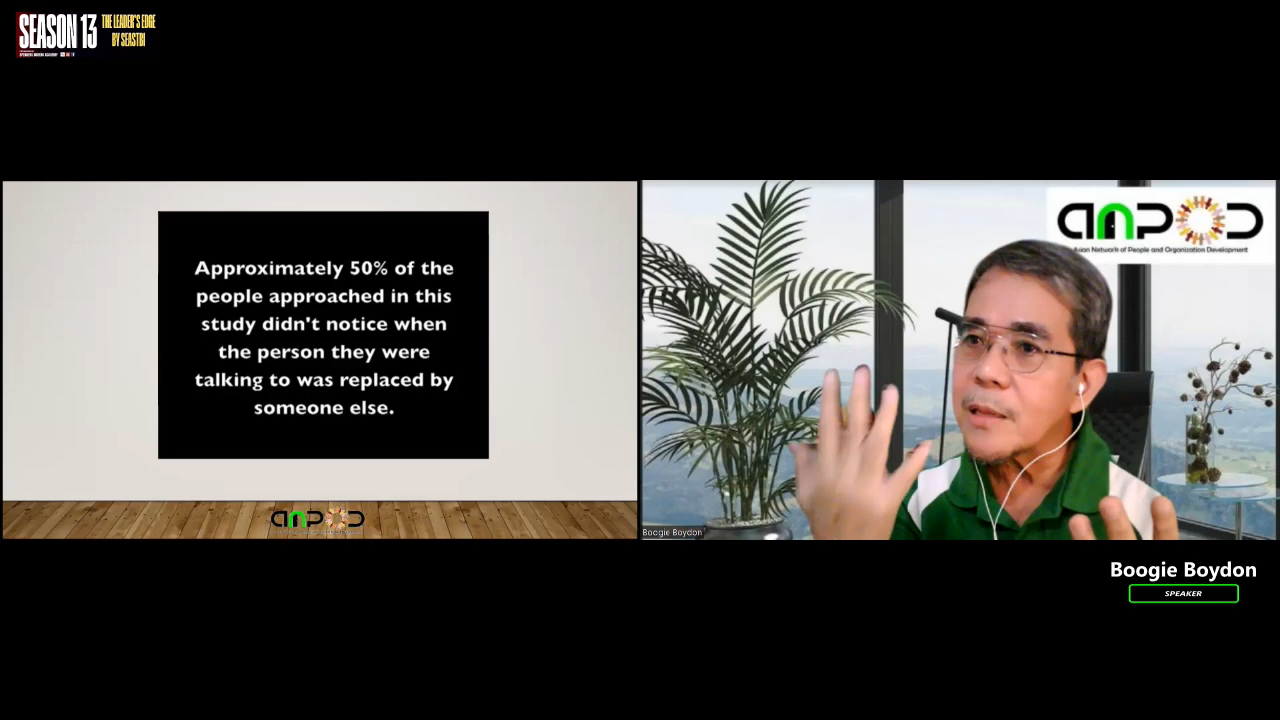 SEASON 13
THE LEADER'S EDGE
BY SEASTBI
Approximately 50% of the
people approached in this
study didn't notice when
the person they were
talking to was replaced by
someone else.
ANPOD
ANPOD
Asian Network of People and Organization Development
Boogie Boydon
Boogie Boydon
SPEAKER